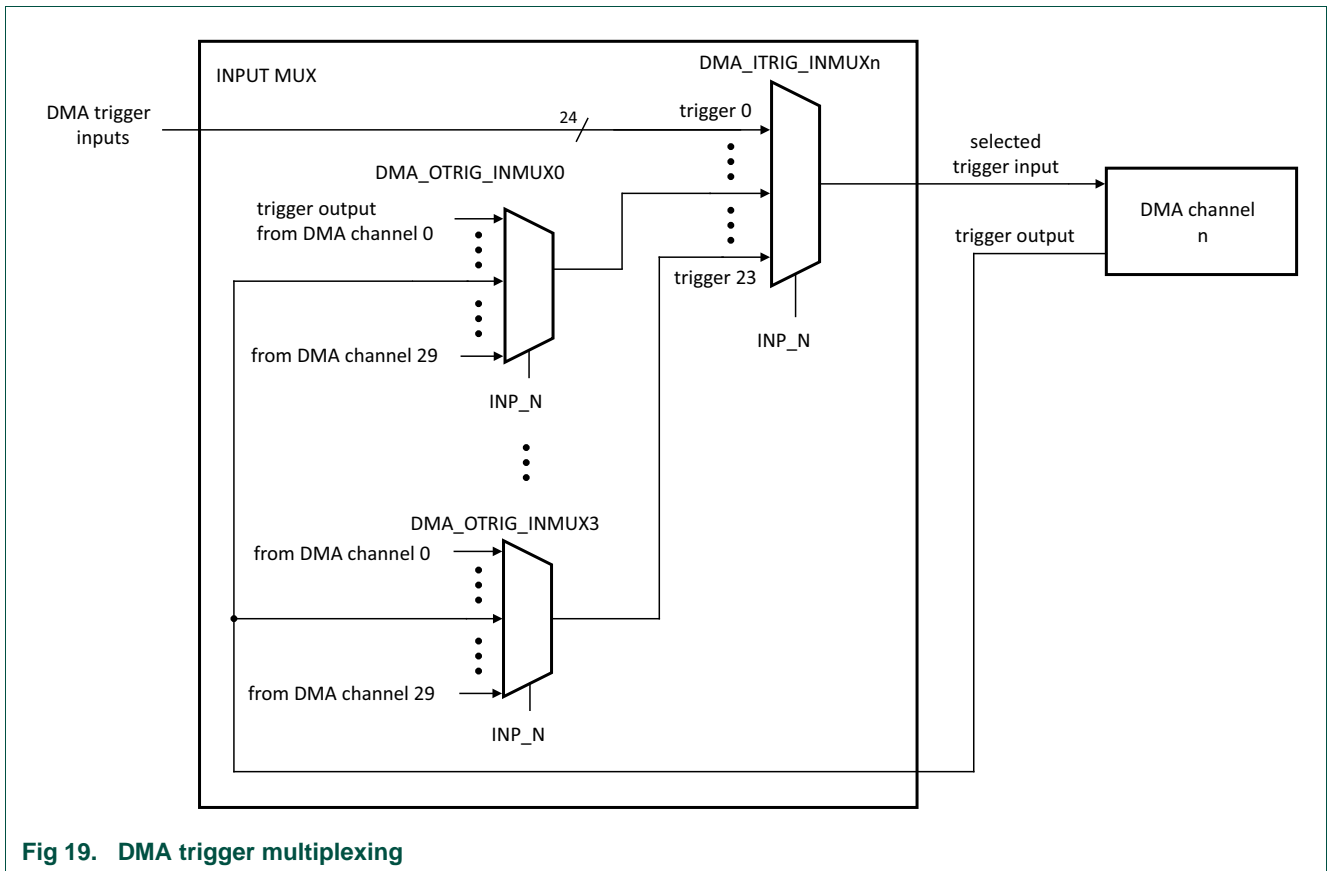 DMA_ITRIG_INMUXn
INPUT MUX
DMA trigger
inputs
24
trigger 0
selected
trigger input
DMA_OTRIG_INMUX0
trigger output
from DMA channel 0
DMA channel
n
trigger output
trigger 23
INP_N
from DMA channel 29
INP_N
DMA_OTRIG_INMUX3
from DMA channel 0
from DMA channel 29
INP_N
Fig 19. DMA trigger multiplexing